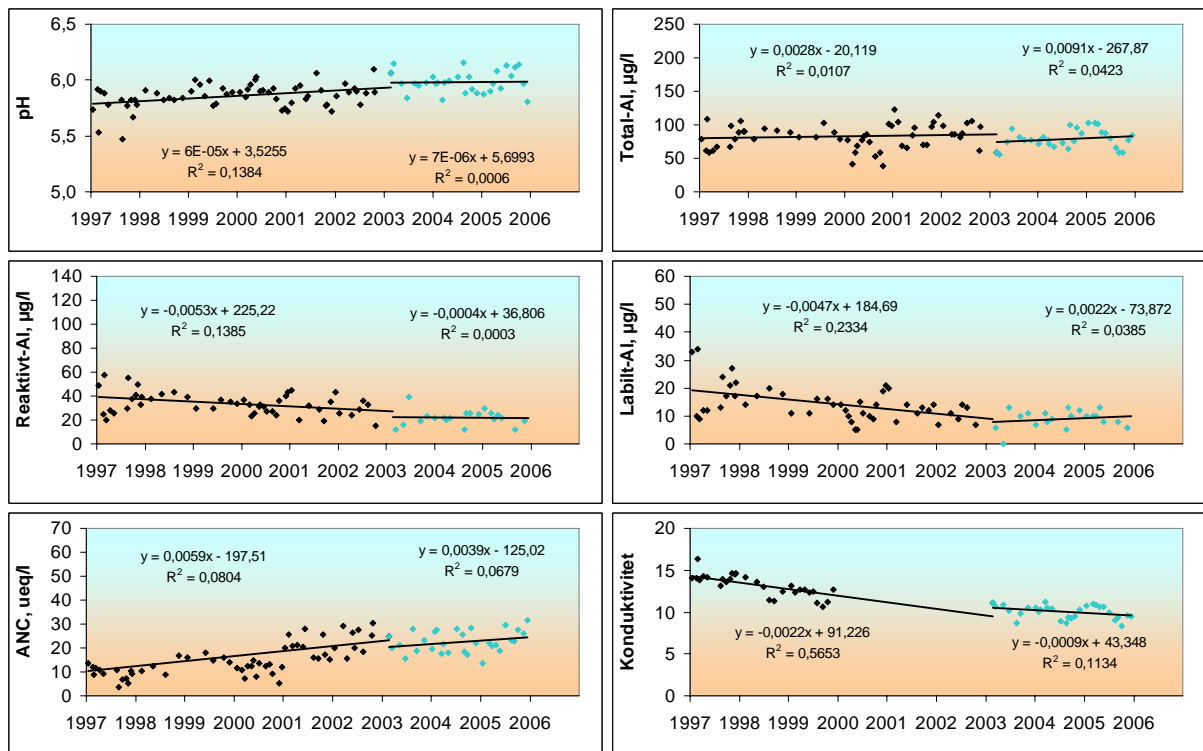 pH
6,5
6,0
5,5
5,0
y = 6E-05x + 3,5255
R² = 0,1384
y = 7E-06x + 5,6993
R² = 0,0006
1997 1998 1999 2000 2001 2002 2003 2004 2005 2006
Total-Al, µg/l
250
200
150
100
50
0
y = 0,0028x - 20,119
R² = 0,0107
y = 0,0091x - 267,87
R² = 0,0423
1997 1998 1999 2000 2001 2002 2003 2004 2005 2006
Reaktivt-Al, µg/l
140
120
100
80
60
40
20
0
y = -0,0053x + 225,22
R² = 0,1385
y = -0,0004x + 36,806
R² = 0,0003
1997 1998 1999 2000 2001 2002 2003 2004 2005 2006
Labilt-Al, µg/l
60
50
40
30
20
10
0
y = -0,0047x + 184,69
R² = 0,2334
y = 0,0022x - 73,872
R² = 0,0385
1997 1998 1999 2000 2001 2002 2003 2004 2005 2006
ANC, ueq/l
70
60
50
40
30
20
10
0
y = 0,0059x - 197,51
R² = 0,0804
y = 0,0039x - 125,02
R² = 0,0679
1997 1998 1999 2000 2001 2002 2003 2004 2005 2006
Konduktivitet
20
15
10
5
0
y = -0,0022x + 91,226
R² = 0,5653
y = -0,0009x + 43,348
R² = 0,1134
1997 1998 1999 2000 2001 2002 2003 2004 2005 2006